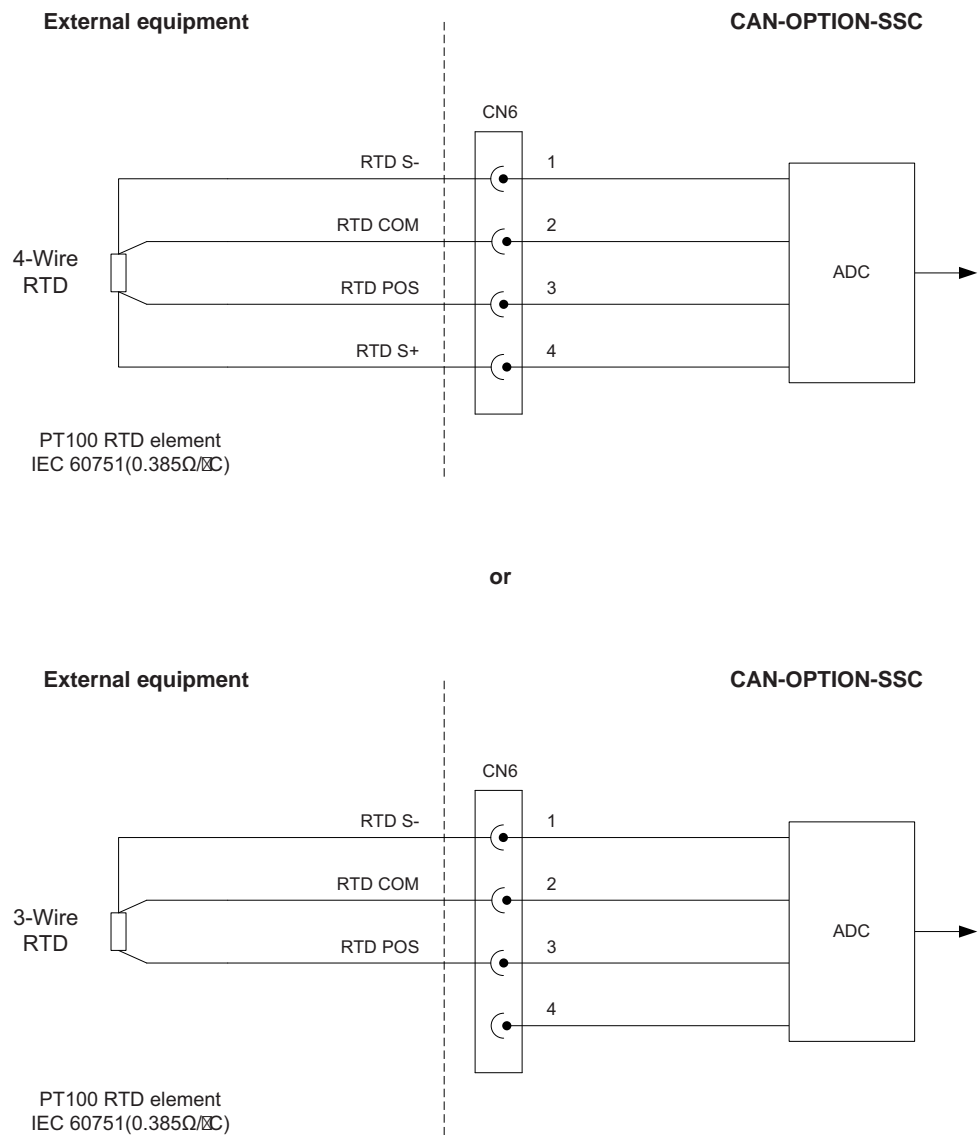 External equipment
CAN-OPTION-SSC
CN6
RTD S-
1
RTD COM
2
4-Wire
RTD
RTD POS
3
ADC
RTD S+
4
PT100 RTD element
IEC 60751(0.385Ω/C)
or
External equipment
CAN-OPTION-SSC
CN6
RTD S-
1
RTD COM
2
3-Wire
RTD
RTD POS
3
ADC
4
PT100 RTD element
IEC 60751(0.385Ω/C)